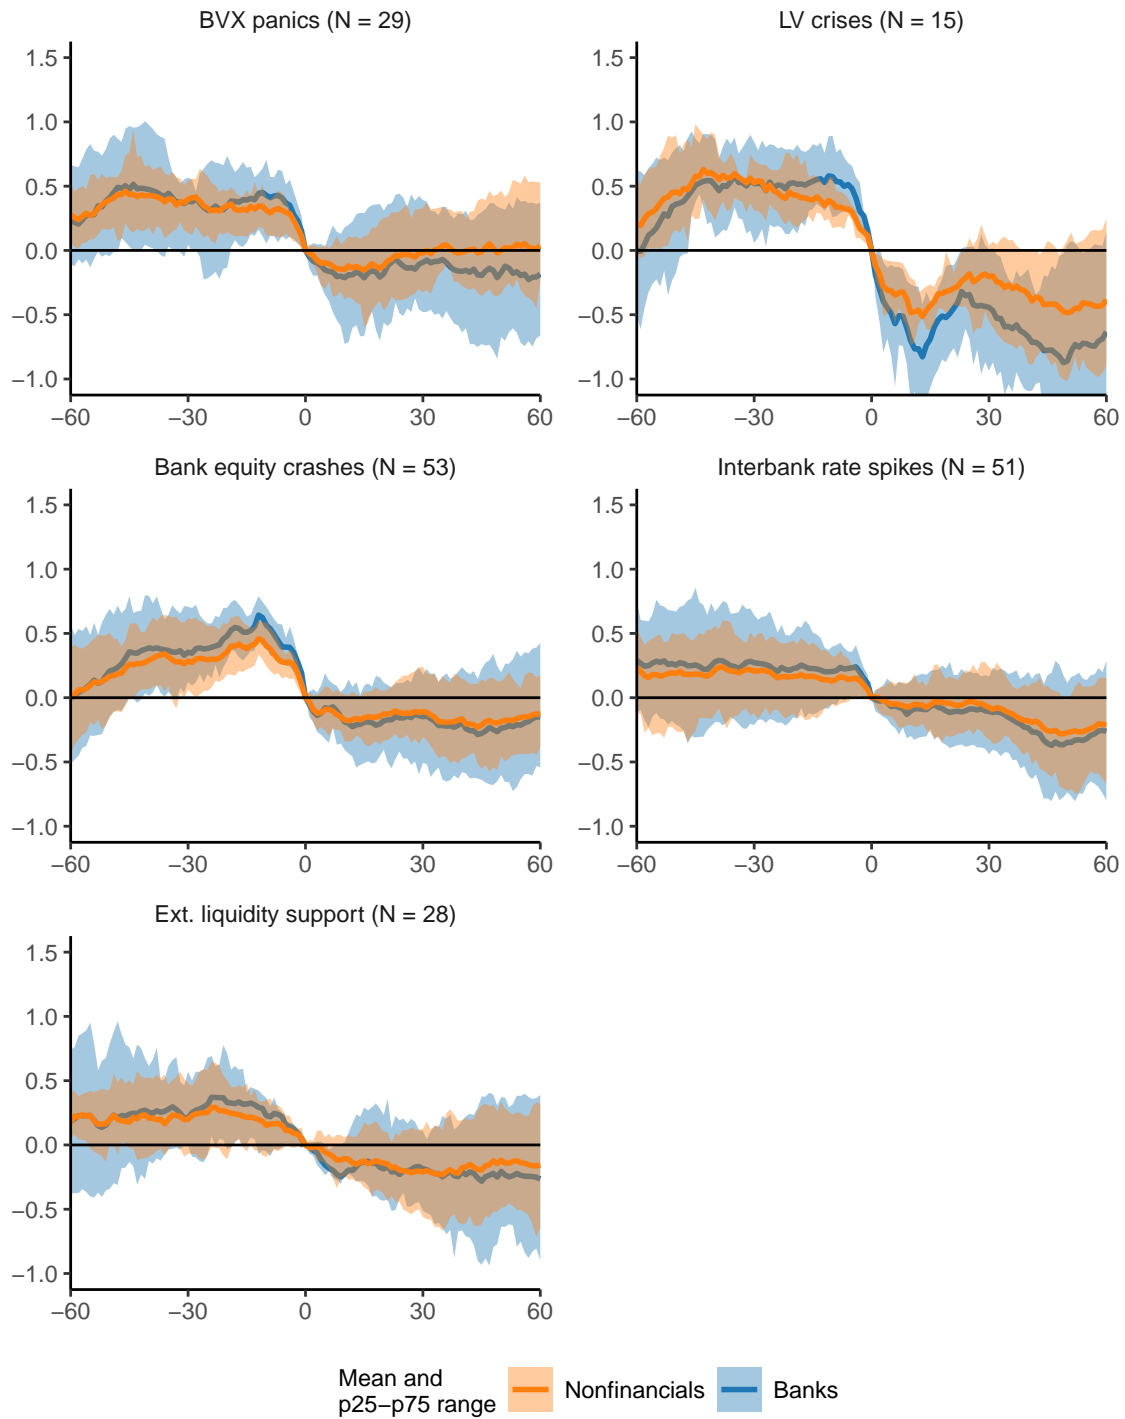 BVX panics (N = 29)
1.5
1.0
0.5
0.0
−0.5
−1.0
−60 −30 0 30 60
LV crises (N = 15)
1.5
1.0
0.5
0.0
−0.5
−1.0
−60 −30 0 30 60
Bank equity crashes (N = 53)
1.5
1.0
0.5
0.0
−0.5
−1.0
−60 −30 0 30 60
Interbank rate spikes (N = 51)
1.5
1.0
0.5
0.0
−0.5
−1.0
−60 −30 0 30 60
Ext. liquidity support (N = 28)
1.5
1.0
0.5
0.0
−0.5
−1.0
−60 −30 0 30 60
Mean and
p25−p75 range
Nonfinancials
Banks